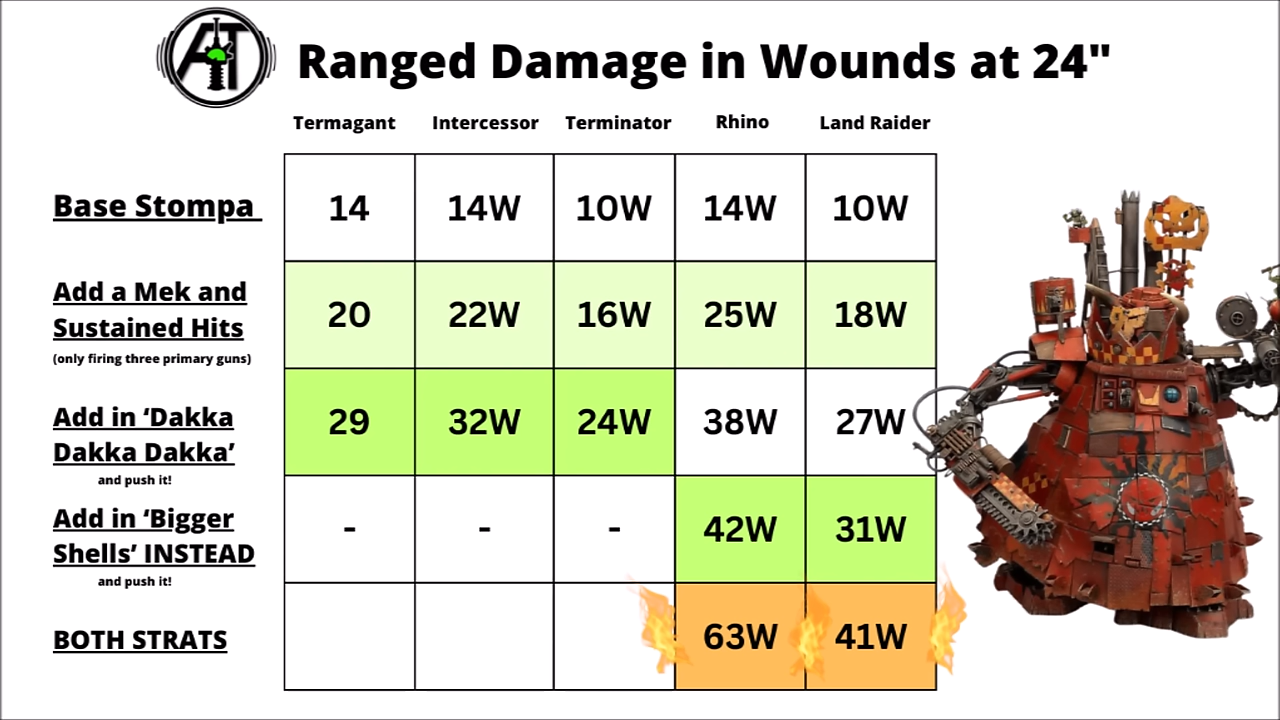 AT
Ranged Damage in Wounds at 24"
Termagant Intercessor Terminator Rhino Land Raider
Base Stompa 14 14W 10W 14W 10W
Add a Mek and
Sustained Hits 20 22W 16W 25W 18W
(only firing three primary guns)
Add in ‘Dakka
Dakka Dakka’ 29 32W 24W 38W 27W
and push it!
Add in ‘Bigger
Shells’ INSTEAD - - - 42W 31W
and push it!
BOTH STRATS 63W 41W